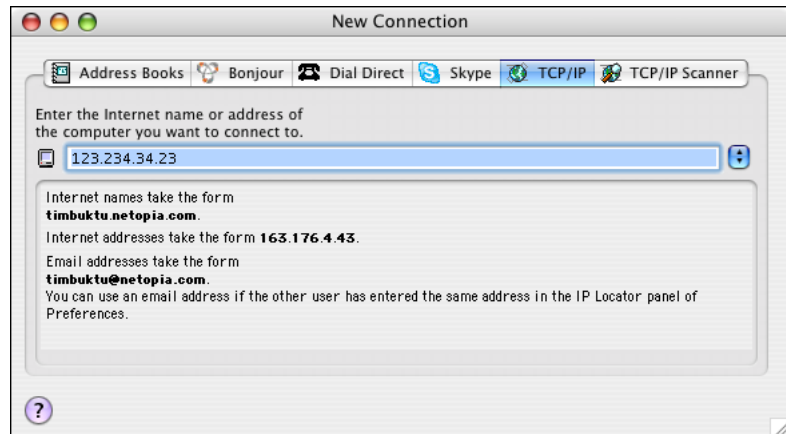 New Connection
Address Books Bonjour Dial Direct Skype TCP/IP TCP/IP Scanner
Enter the Internet name or address of
the computer you want to connect to.
123.234.34.23
Internet names take the form
timbuktu.netopia.com.
Internet addresses take the form 163.176.4.43.
Email addresses take the form
timbuktu@netopia.com.
You can use an email address if the other user has entered the same address in the IP Locator panel of
Preferences.
?